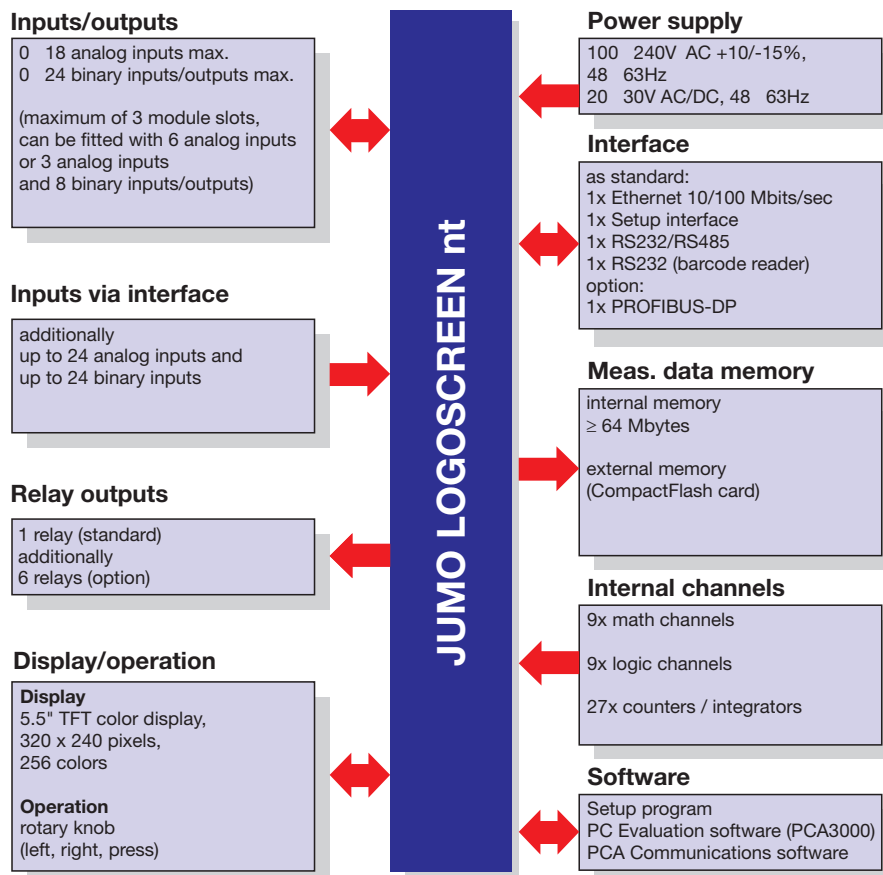 Inputs/outputs
0 18 analog inputs max.
0 24 binary inputs/outputs max.
(maximum of 3 module slots,
can be fitted with 6 analog inputs
or 3 analog inputs
and 8 binary inputs/outputs)
Inputs via interface
additionally
up to 24 analog inputs and
up to 24 binary inputs
Relay outputs
1 relay (standard)
additionally
6 relays (option)
Display/operation
Display
5.5" TFT color display,
320 x 240 pixels,
256 colors
Operation
rotary knob
(left, right, press)
JUMO LOGOSCREEN nt
Power supply
100 240V AC +10/-15%,
48 63Hz
20 30V AC/DC, 48 63Hz
Interface
as standard:
1x Ethernet 10/100 Mbits/sec
1x Setup interface
1x RS232/RS485
1x RS232 (barcode reader)
option:
1x PROFIBUS-DP
Meas. data memory
internal memory
≥ 64 Mbytes
external memory
(CompactFlash card)
Internal channels
9x math channels
9x logic channels
27x counters / integrators
Software
Setup program
PC Evaluation software (PCA3000)
PCA Communications software